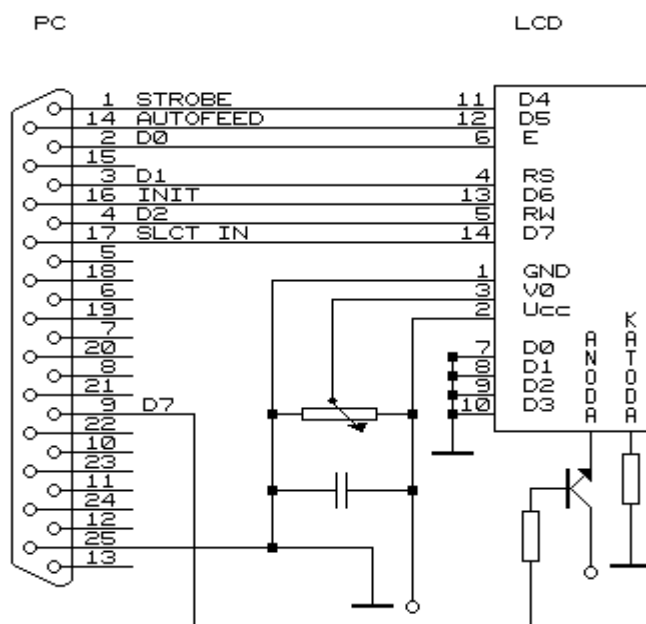 PC LCD
1 STROBE 11 D4
14 AUTOFEED 12 D5
2 D0 6 E
15
3 D1 4 RS
16 INIT 13 D6
4 D2 5 RW
17 SLCT IN 14 D7
5
18 1 GND
6 3 V0
19 2 Ucc
7
20 7 D0
8 8 D1
21 9 D2
9 D7 10 D3
ANODA
KATODA
22
10
23
11
24
12
25
13